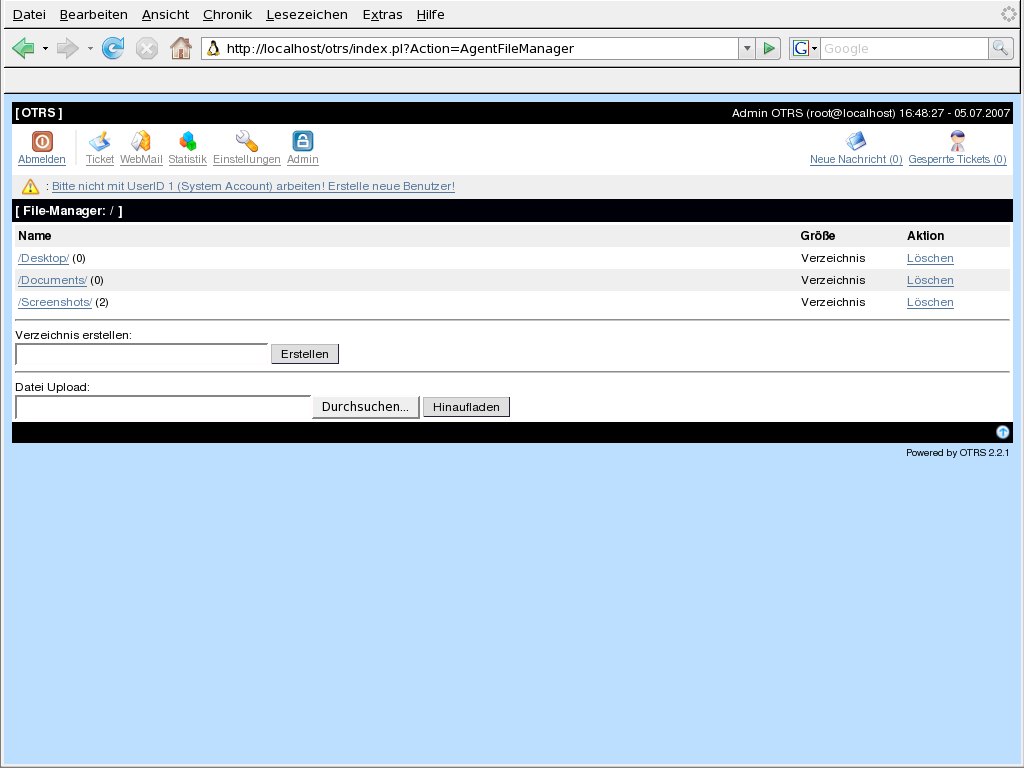 Datei Bearbeiten Ansicht Chronik Lesezeichen Extras Hilfe
http://localhost/otrs/index.pl?Action=AgentFileManager G Google
[ OTRS ] Admin OTRS (root@localhost) 16:48:27 - 05.07.2007
Abmelden Ticket WebMail Statistik Einstellungen Admin Neue Nachricht (0) Gesperrte Tickets (0)
: Bitte nicht mit UserID 1 (System Account) arbeiten! Erstelle neue Benutzer!
[ File-Manager: / ]
Name Größe Aktion
/Desktop/ (0) Verzeichnis Löschen
/Documents/ (0) Verzeichnis Löschen
/Screenshots/ (2) Verzeichnis Löschen
Verzeichnis erstellen:
Erstellen
Datei Upload:
Durchsuchen... Hinaufladen
Powered by OTRS 2.2.1